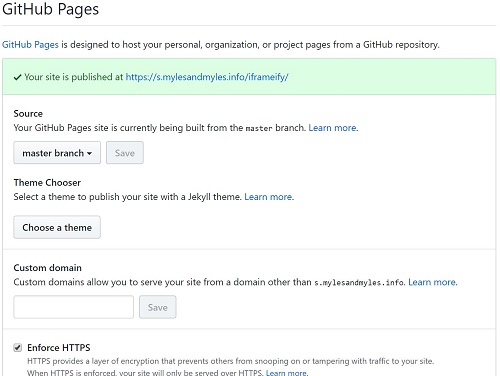 GitHub Pages
GitHub Pages is designed to host your personal, organization, or project pages from a GitHub repository.
✔ Your site is published at https://s.mylesandmyles.info/iframeify/
Source
Your GitHub Pages site is currently being built from the master branch. Learn more.
master branch Save
Theme Chooser
Select a theme to publish your site with a Jekyll theme. Learn more.
Choose a theme
Custom domain
Custom domains allow you to serve your site from a domain other than s.mylesandmyles.info. Learn more.
Save
Enforce HTTPS
HTTPS provides a layer of encryption that prevents others from snooping on or tampering with traffic to your site.
When HTTPS is enforced, your site will only be served over HTTPS. Learn more.